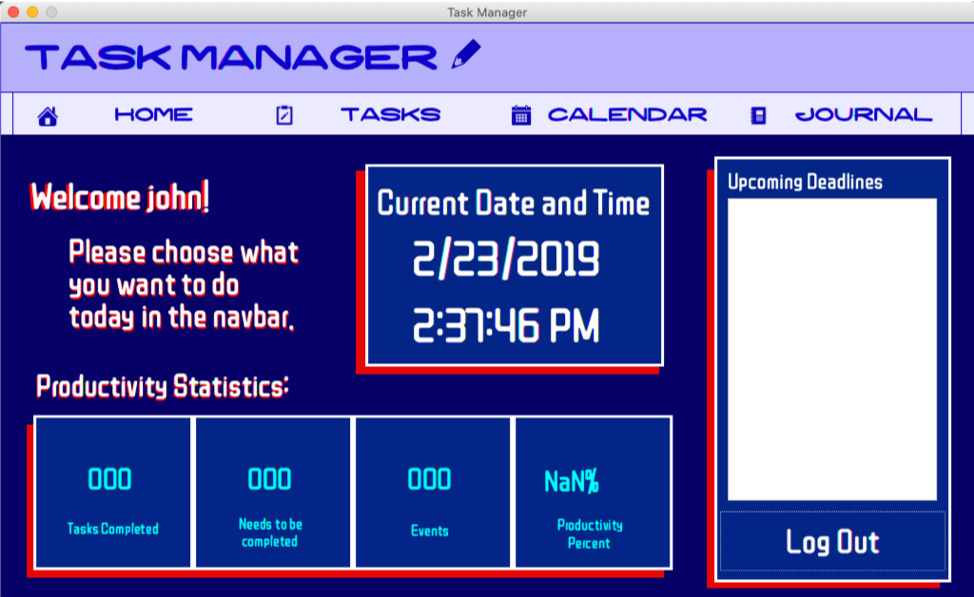 Task Manager
TASK MANAGER
HOME
TASKS
CALENDAR
JOURNAL
Welcome john!
Please choose what
you want to do
today in the navbar.
Current Date and Time
2/23/2019
2:37:46 PM
Upcoming Deadlines
Productivity Statistics:
000
Tasks Completed
000
Needs to be
completed
000
Events
NaN%
Productivity
Percent
Log Out